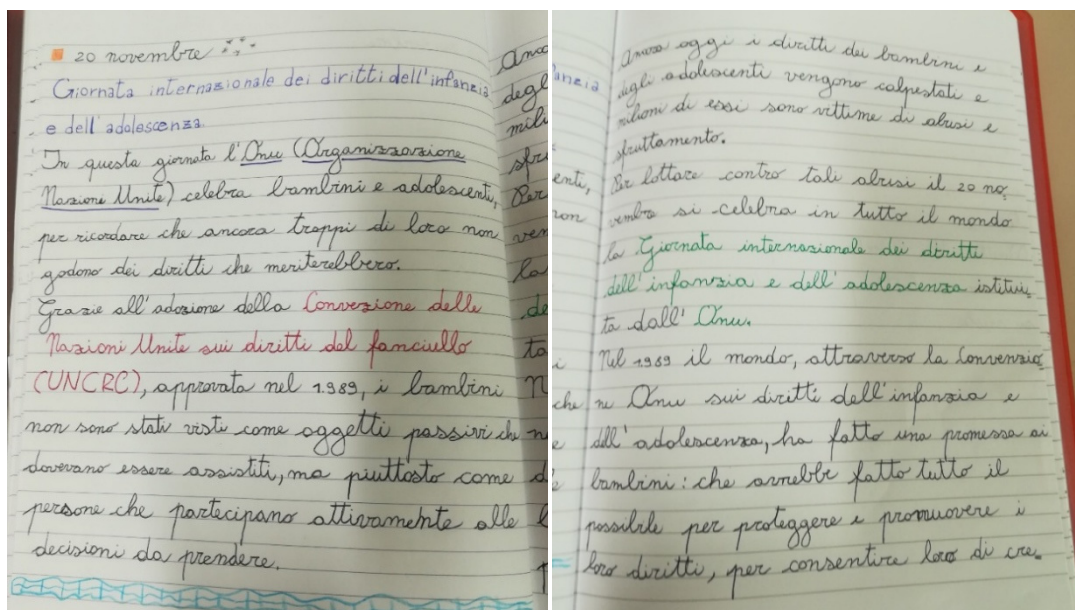 20 novembre
Giornata internazionale dei diritti dell'infanzia
e dell'adolescenza
In questa giornata l'Onu (Organizzazione
Nazioni Unite) celebra bambini e adolescenti,
per ricordare che ancora troppi di loro non
godono dei diritti che meriterebbero.
Grazie all'adozione della Convezione delle
Nazioni Unite sui diritti del fanciullo
(UNCRC), approvata nel 1989, i bambini
non sono stati visti come oggetti passivi che
dovevano essere assistiti, ma piuttosto come
persone che partecipano attivamente alle
decisioni da prendere.
Ancora oggi i diritti dei bambini e
degli adolescenti vengono calpestati e
milioni di essi sono vittime di abusi e
sfruttamento.
Per lottare contro tali abusi il 20 no,
vembre si celebra in tutto il mondo
la Giornata internazionale dei diritti
dell'infanzia e dell'adolescenza istitui,
ta dall'Onu.
Nel 1989 il mondo, attraverso la Convenzio,
ne Onu sui diritti dell'infanzia e
dell'adolescenza, ha fatto una promessa ai
bambini: che avrebbe fatto tutto il
possibile per proteggere e promuovere i
loro diritti, per consentire loro di cre,